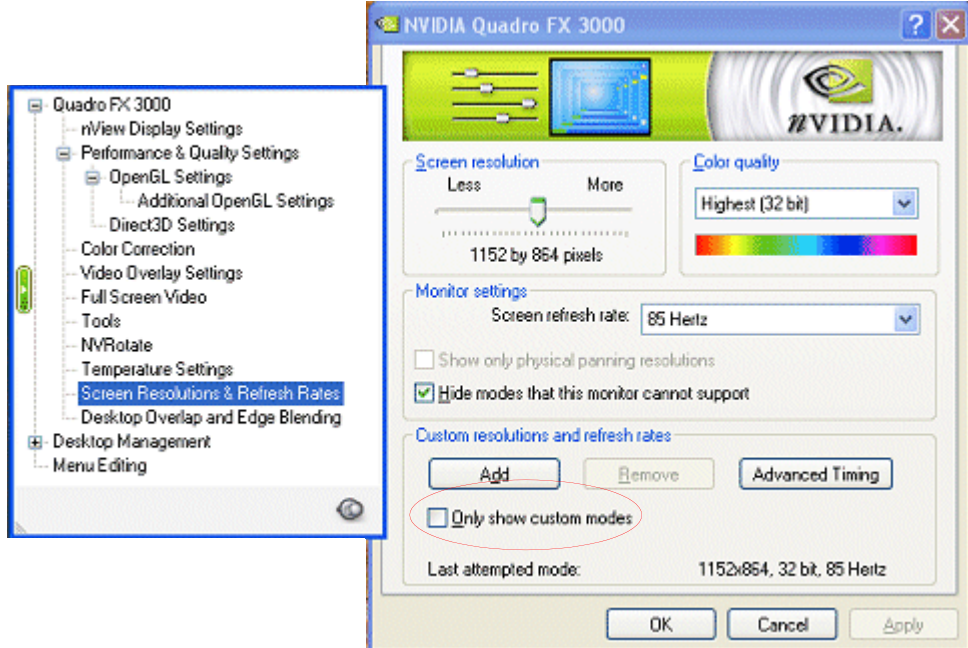 NVIDIA Quadro FX 3000
nVIDIA.
Quadro FX 3000
nView Display Settings
Performance & Quality Settings
OpenGL Settings
Additional OpenGL Settings
Direct3D Settings
Color Correction
Video Overlay Settings
Full Screen Video
Tools
NVRotate
Temperature Settings
Screen Resolutions & Refresh Rates
Desktop Overlap and Edge Blending
Desktop Management
Menu Editing
Screen resolution
Less More
1152 by 864 pixels
Color quality
Highest (32 bit)
Monitor settings
Screen refresh rate: 85 Hertz
Show only physical panning resolutions
Hide modes that this monitor cannot support
Custom resolutions and refresh rates
Add Remove Advanced Timing
Only show custom modes
Last attempted mode: 1152x864, 32 bit, 85 Hertz
OK Cancel Apply